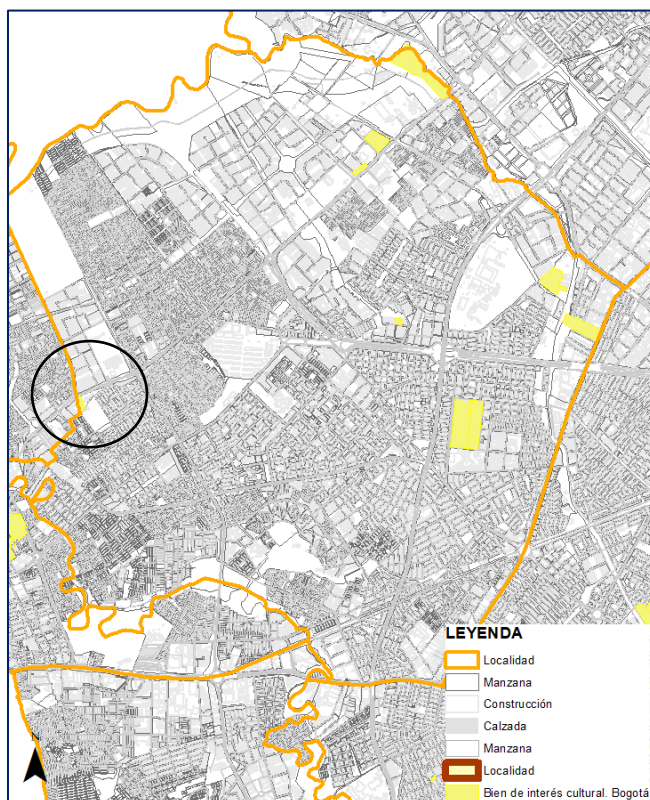 LEYENDA
Localidad
Manzana
Construcción
Calzada
Manzana
Localidad
Bien de interés cultural. Bogotá